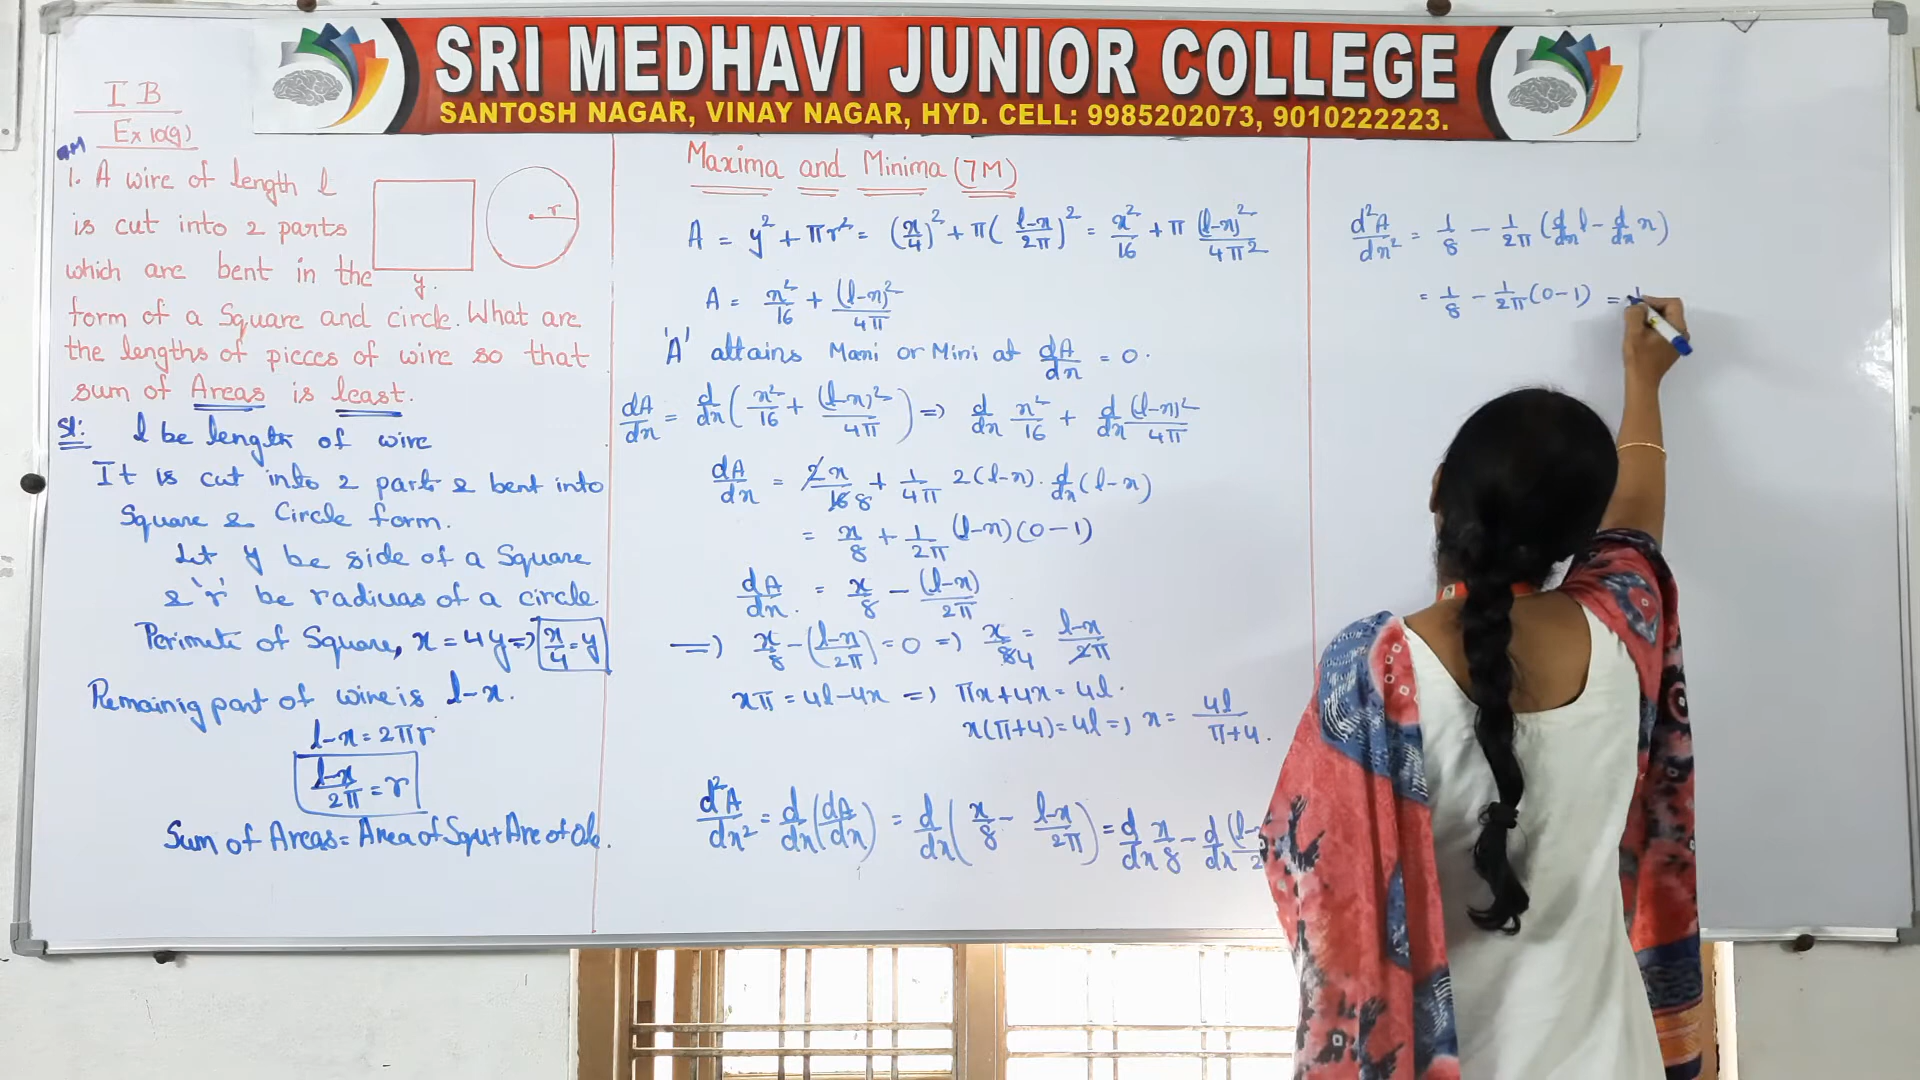 SRI MEDHAVI JUNIOR COLLEGE
SANTOSH NAGAR, VINAY NAGAR, HYD. CELL: 9985202073, 9010222223.
I B
Ex 10(g)
7M
1. A wire of length l
is cut into 2 parts
which are bent in the
form of a Square and circle. What are
the lengths of pieces of wire so that
sum of Areas is least.
r
y.
Sl: l be length of wire
It is cut into 2 parts & bent into
Square & Circle form.
Let y be side of a Square
& 'r' be radius of a circle.
Perimete of Square, x = 4y => x/4 = y
Remainig part of wire is l-x.
l-x = 2πr
(l-x)/2π = r
Sum of Areas = Area of Squ + Are of
Maxima and Minima (7M)
A = y² + πr² = (x/4)² + π((l-x)/2π)² = x²/16 + π (l-x)²/4π²
A = x²/16 + (l-x)²/4π
'A' attains Maxi or Mini at dA/dx = 0.
dA/dx = d/dx (x²/16 + (l-x)²/4π) => d/dx x²/16 + d/dx (l-x)²/4π
dA/dx = 2x/16 8 + 1/4π 2(l-x). d/dx (l-x)
= x/8 + 1/2π (l-x)(0-1)
dA/dx. = x/8 - (l-x)/2π
=> x/8 - (l-x)/2π = 0 => x/8 4 = l-x/2π
xπ = 4l-4x => πx+4x = 4l.
x(π+4) = 4l => x = 4l/π+4.
d²A/dx² = d/dx (dA/dx) = d/dx (x/8 - l-x/2π) = d/dx x/8 - d/dx (l-
d²A/dx² = 1/8 - 1/2π (d/dx l - d/dx x)
= 1/8 - 1/2π (0-1) = 1